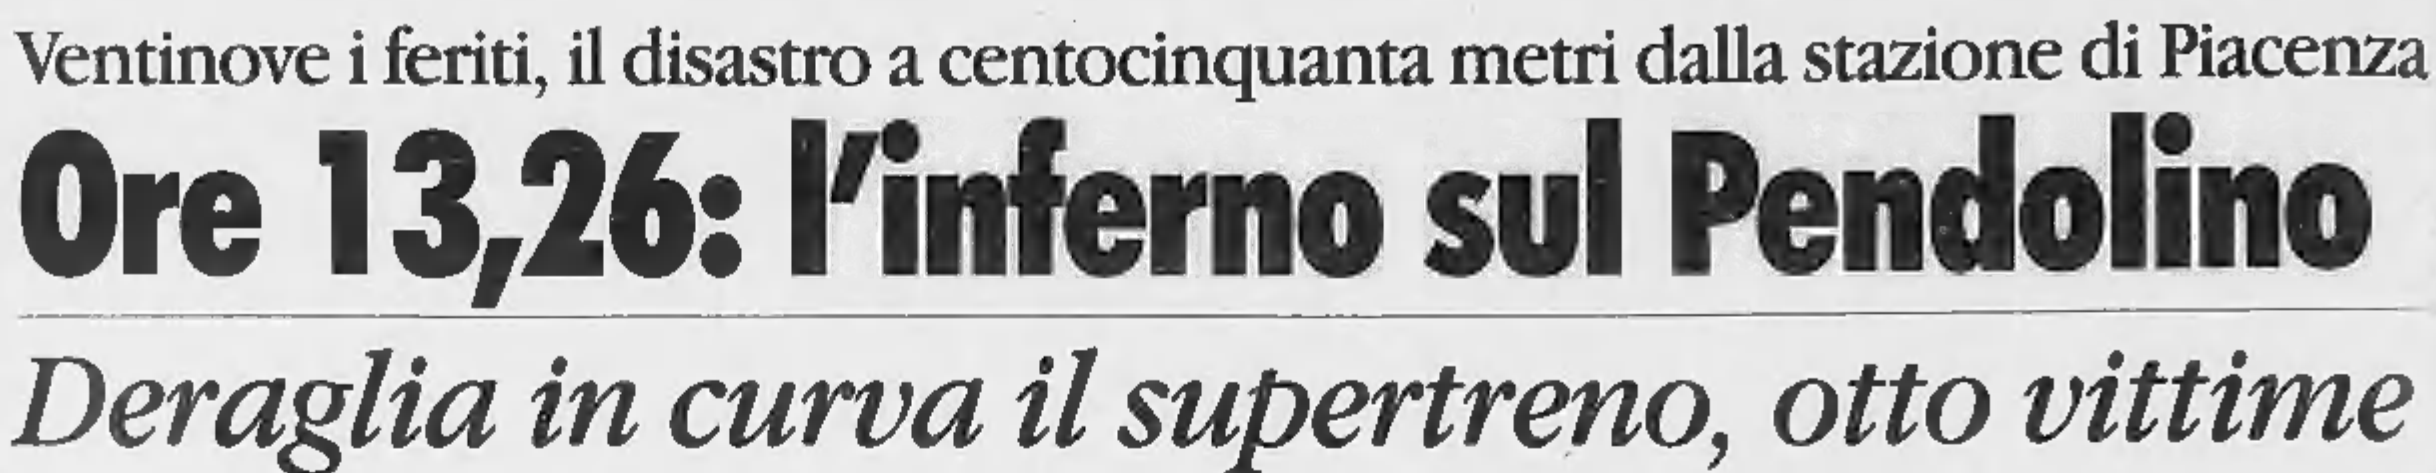 Ventinove i feriti, il disastro a centocinquanta metri dalla stazione di Piacenza
Ore 13,26: l'inferno sul Pendolino
Deraglia in curva il supertreno, otto vittime